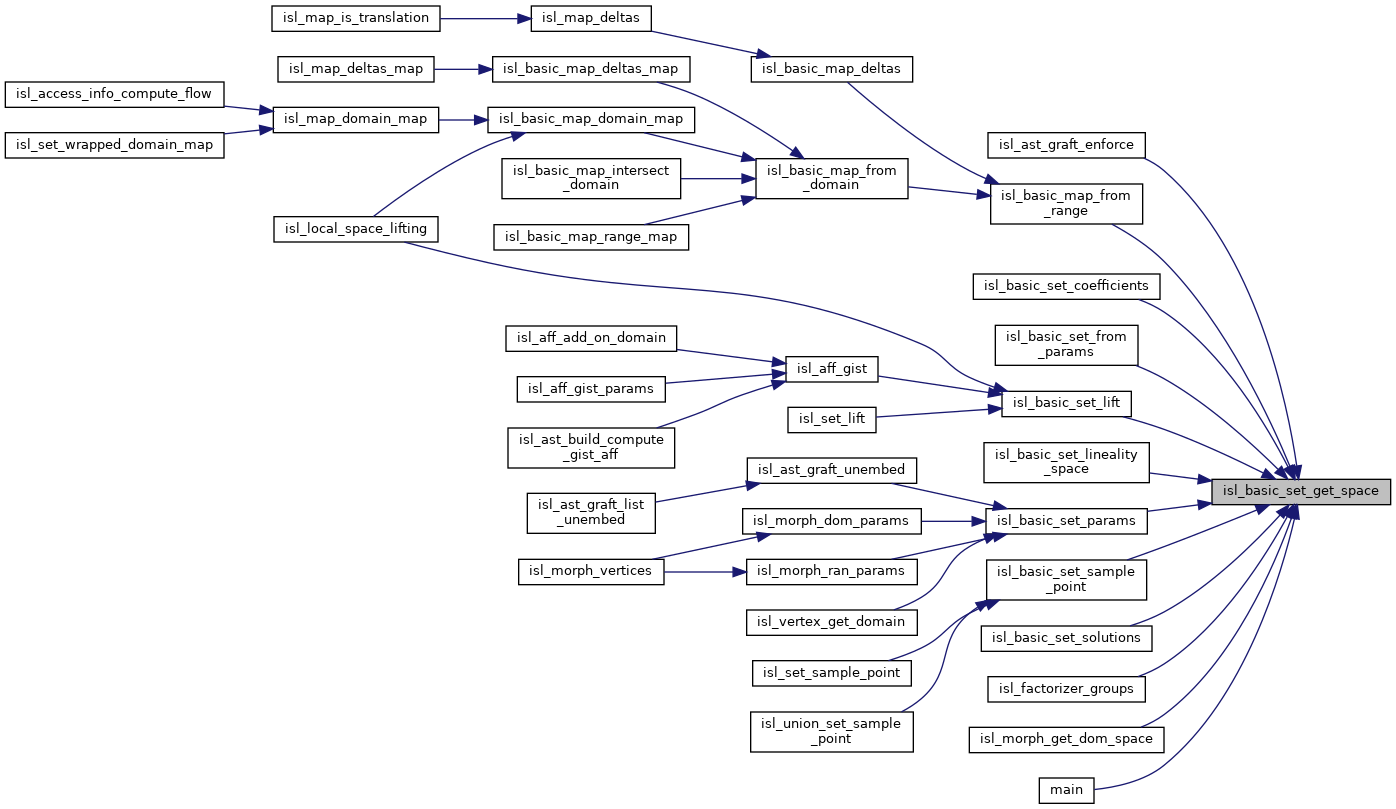 isl_map_is_translation
isl_map_deltas
isl_map_deltas_map
isl_basic_map_deltas_map
isl_basic_map_deltas
isl_access_info_compute_flow
isl_map_domain_map
isl_basic_map_domain_map
isl_set_wrapped_domain_map
isl_ast_graft_enforce
isl_basic_map_intersect
_domain
isl_basic_map_from
_domain
isl_basic_map_from
_range
isl_local_space_lifting
isl_basic_map_range_map
isl_basic_set_coefficients
isl_aff_add_on_domain
isl_basic_set_from
_params
isl_aff_gist
isl_aff_gist_params
isl_basic_set_lift
isl_set_lift
isl_ast_build_compute
_gist_aff
isl_basic_set_lineality
_space
isl_ast_graft_unembed
isl_basic_set_get_space
isl_ast_graft_list
_unembed
isl_morph_dom_params
isl_basic_set_params
isl_morph_vertices
isl_morph_ran_params
isl_basic_set_sample
_point
isl_vertex_get_domain
isl_basic_set_solutions
isl_set_sample_point
isl_factorizer_groups
isl_union_set_sample
_point
isl_morph_get_dom_space
main